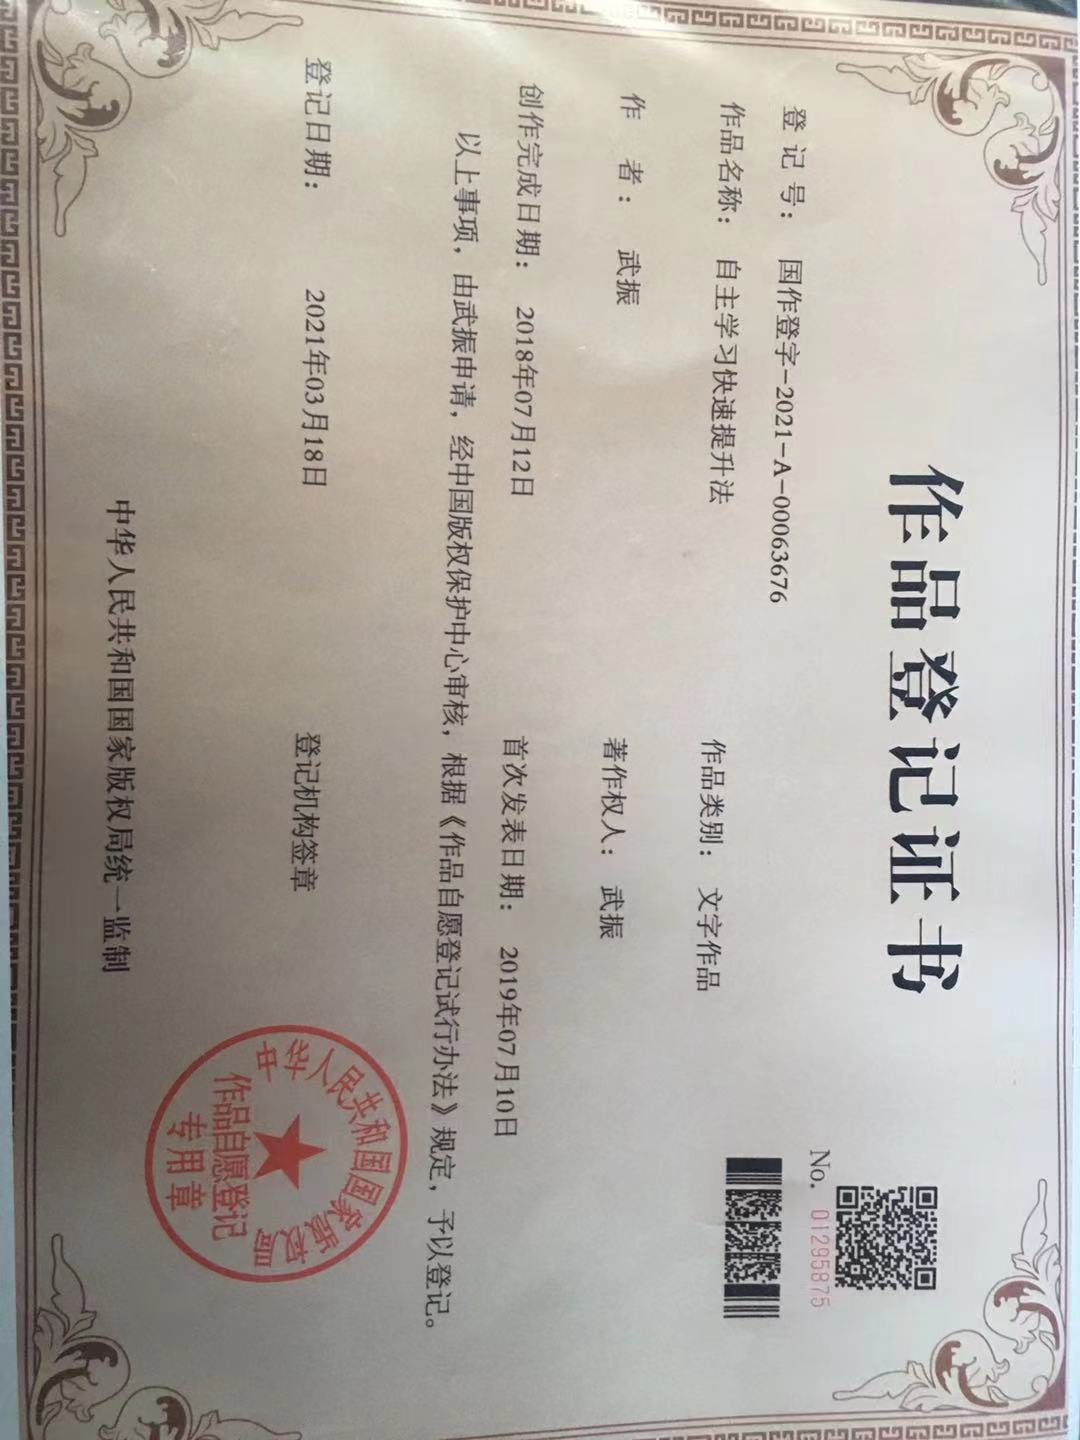 作品登记证书
No. 01295875
登 记 号： 国作登字-2021-A-00063676
作品名称： 自主学习快速提升法 作品类别： 文字作品
作 者： 武振 著作权人： 武振
创作完成日期： 2018年07月12日 首次发表日期： 2019年07月10日
以上事项，由武振申请，经中国版权保护中心审核，根据《作品自愿登记试行办法》规定，予以登记。
登记日期： 2021年03月18日 登记机构签章
中华人民共和国国家版权局
作品自愿登记
专用章
中华人民共和国国家版权局统一监制